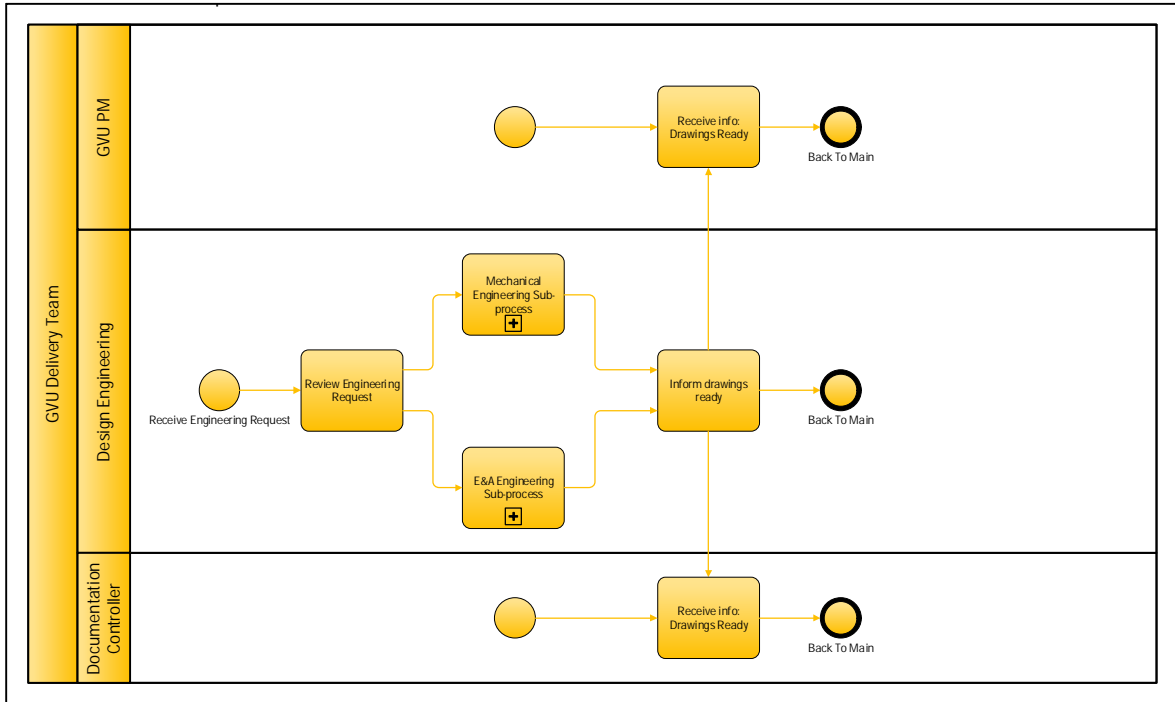 GVU Delivery Team
GVU PM
Receive info:
Drawings Ready
Back To Main
Design Engineering
Mechanical
Engineering Sub-
process
Review Engineering
Request
Receive Engineering Request
Inform drawings
ready
Back To Main
E&A Engineering
Sub-process
Documentation
Controller
Receive info:
Drawings Ready
Back To Main